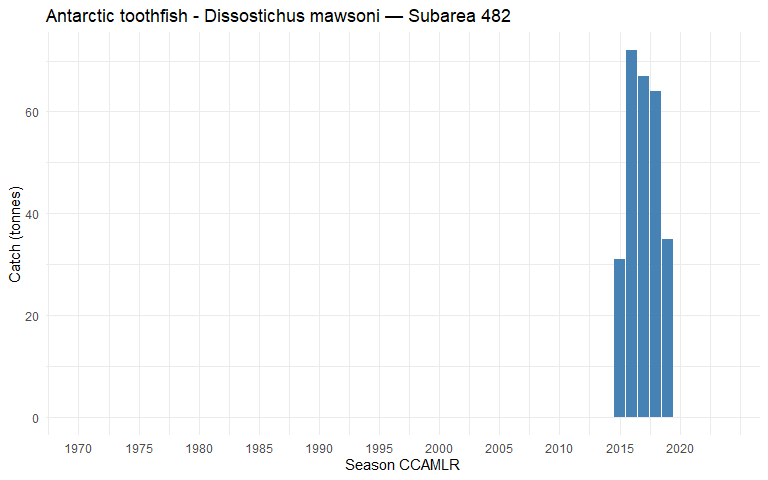 Antarctic toothfish - Dissostichus mawsoni — Subarea 482
Catch (tonnes)
60
40
20
0
1970 1975 1980 1985 1990 1995 2000 2005 2010 2015 2020
Season CCAMLR